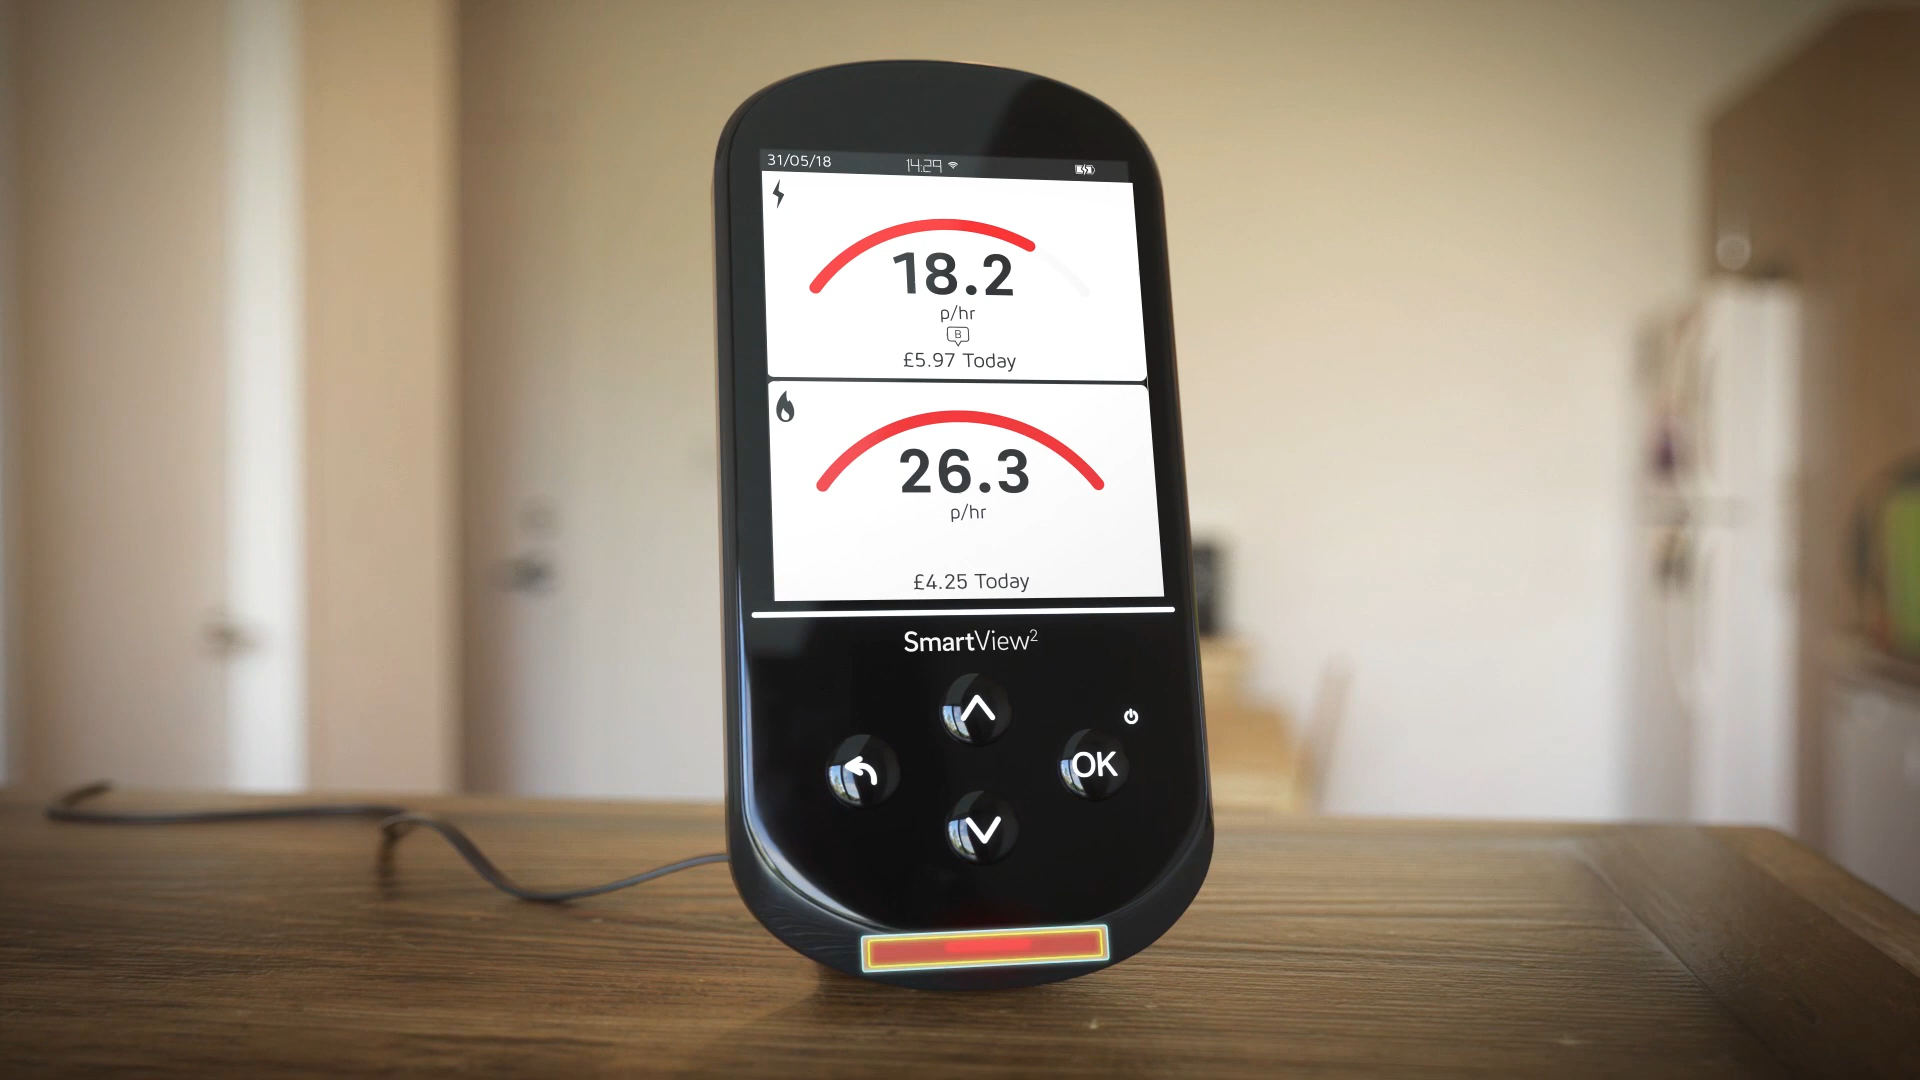 31/05/18 14:29
18.2
p/hr
B
£5.97 Today
26.3
p/hr
£4.25 Today
SmartView²
OK